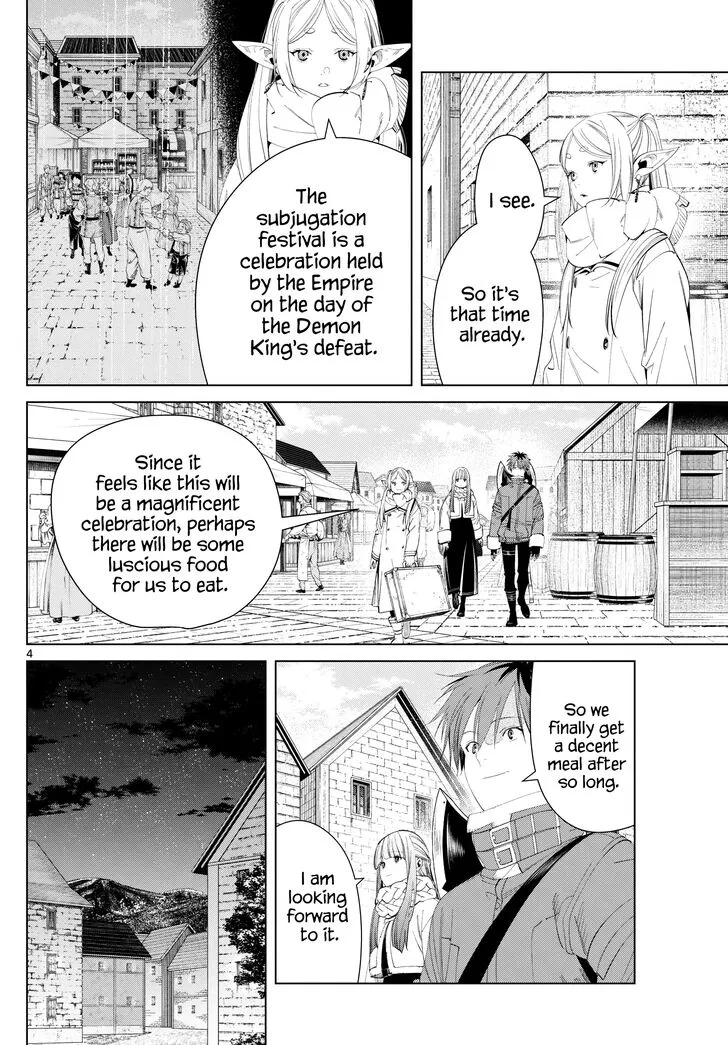 I see.
So it's
that time
already.
The
subjugation
festival is a
celebration held
by the Empire
on the day of
the Demon
King's defeat.
Since it
feels like this will
be a magnificent
celebration, perhaps
there will be some
luscious food
for us to eat.
4
So we
finally get
a decent
meal after
so long.
I am
looking
forward
to it.